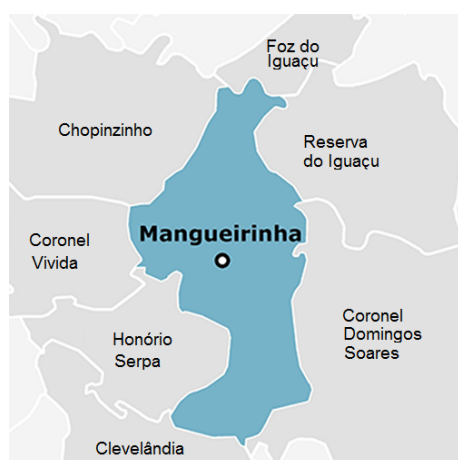 Foz do
Iguaçu
Chopinzinho
Reserva
do Iguaçu
Mangueirinha
Coronel
Vivida
Coronel
Domingos
Soares
Honório
Serpa
Clevelândia